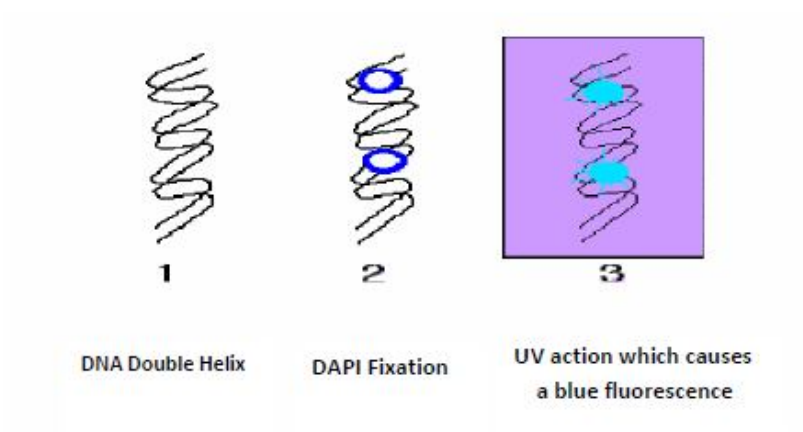 1
2
3
DNA Double Helix
DAPI Fixation
UV action which causes
a blue fluorescence